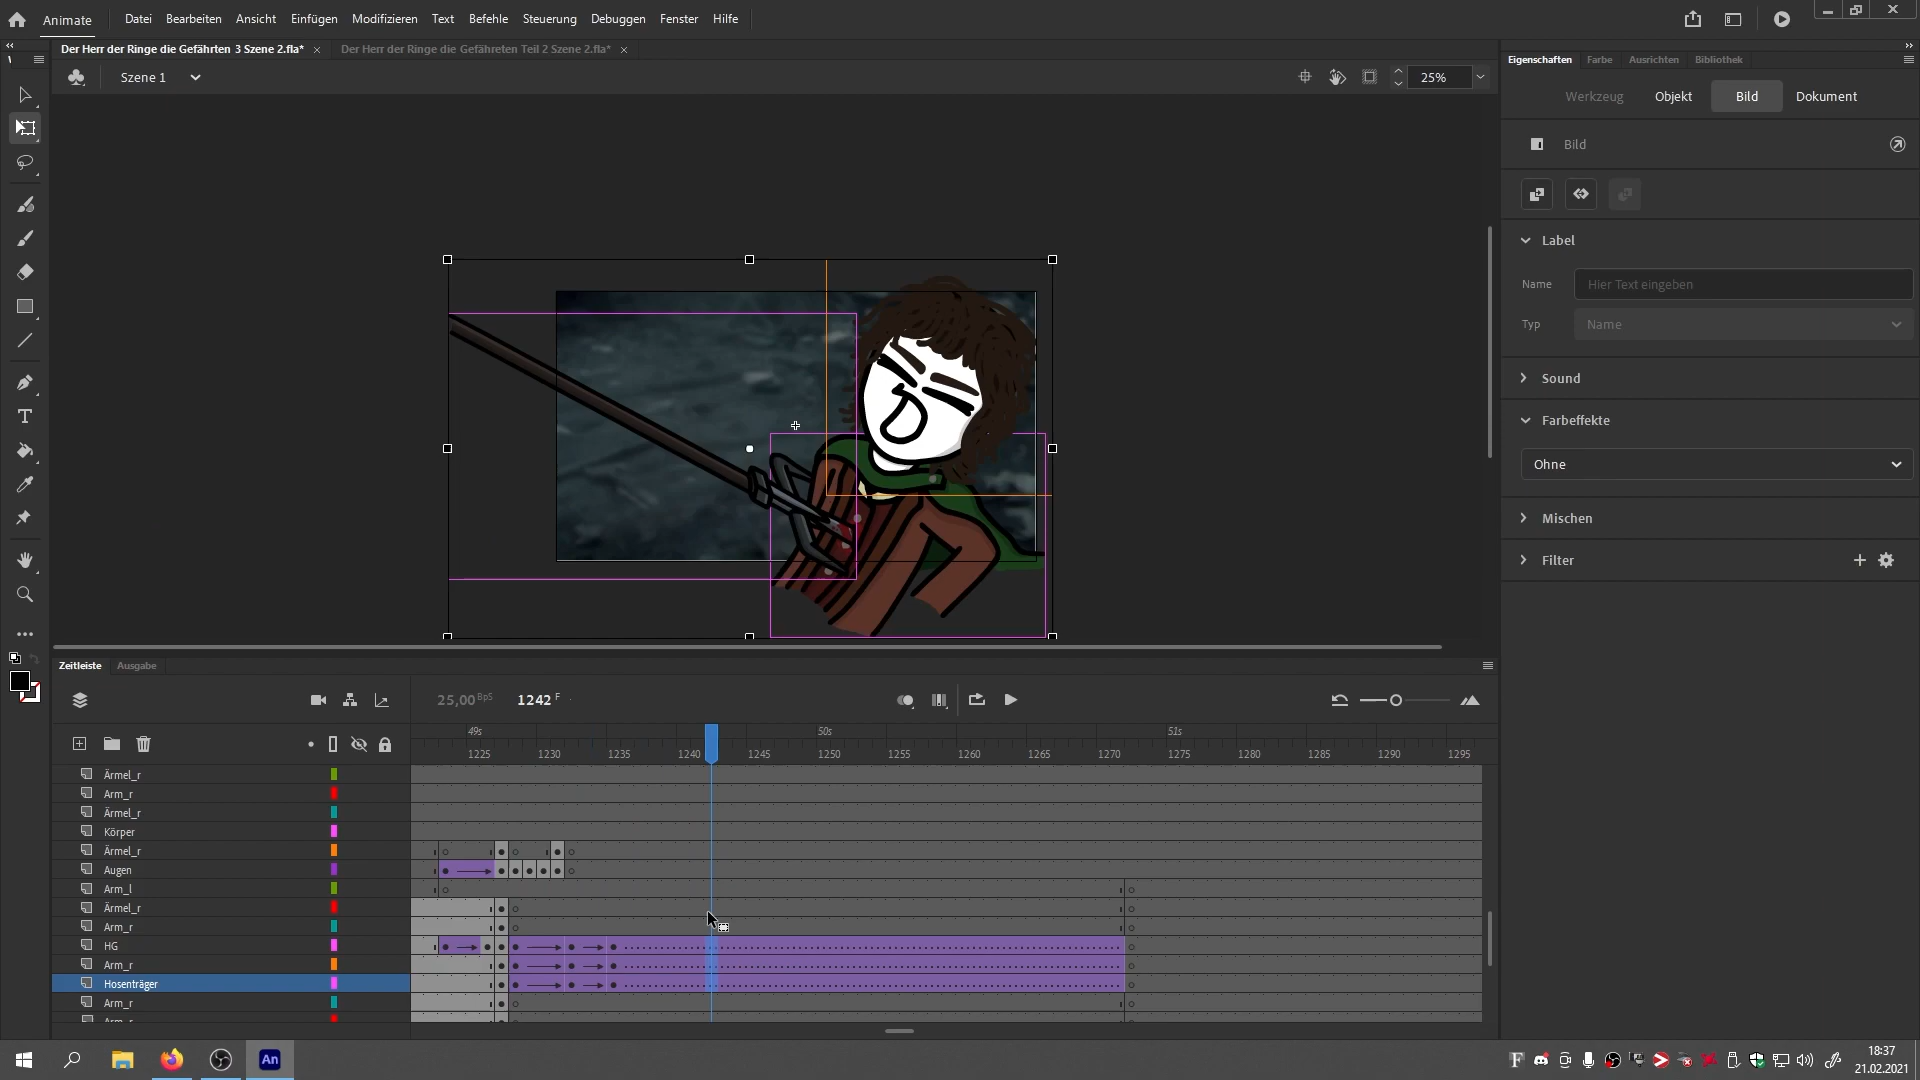 Animate Datei Bearbeiten Ansicht Einfügen Modifizieren Text Befehle Steuerung Debuggen Fenster Hilfe
Der Herr der Ringe die Gefährten 3 Szene 2.fla* × Der Herr der Ringe die Gefähreten Teil 2 Szene 2.fla* ×
Szene 1 25%
Eigenschaften Farbe Ausrichten Bibliothek
Werkzeug Objekt Bild Dokument
Bild
Label
Name Hier Text eingeben
Typ Name
Sound
Farbeffekte
Ohne
Mischen
Filter
Zeitleiste Ausgabe
25,00 BpS 1242 F
49s 50s 51s
1225 1230 1235 1240 1245 1250 1255 1260 1265 1270 1275 1280 1285 1290 1295
Ärmel_r
Arm_r
Ärmel_r
Körper
Ärmel_r
Augen
Arm_l
Ärmel_r
Arm_r
HG
Arm_r
Hosenträger
Arm_r
Arm_r
An
18:37
21.02.2021